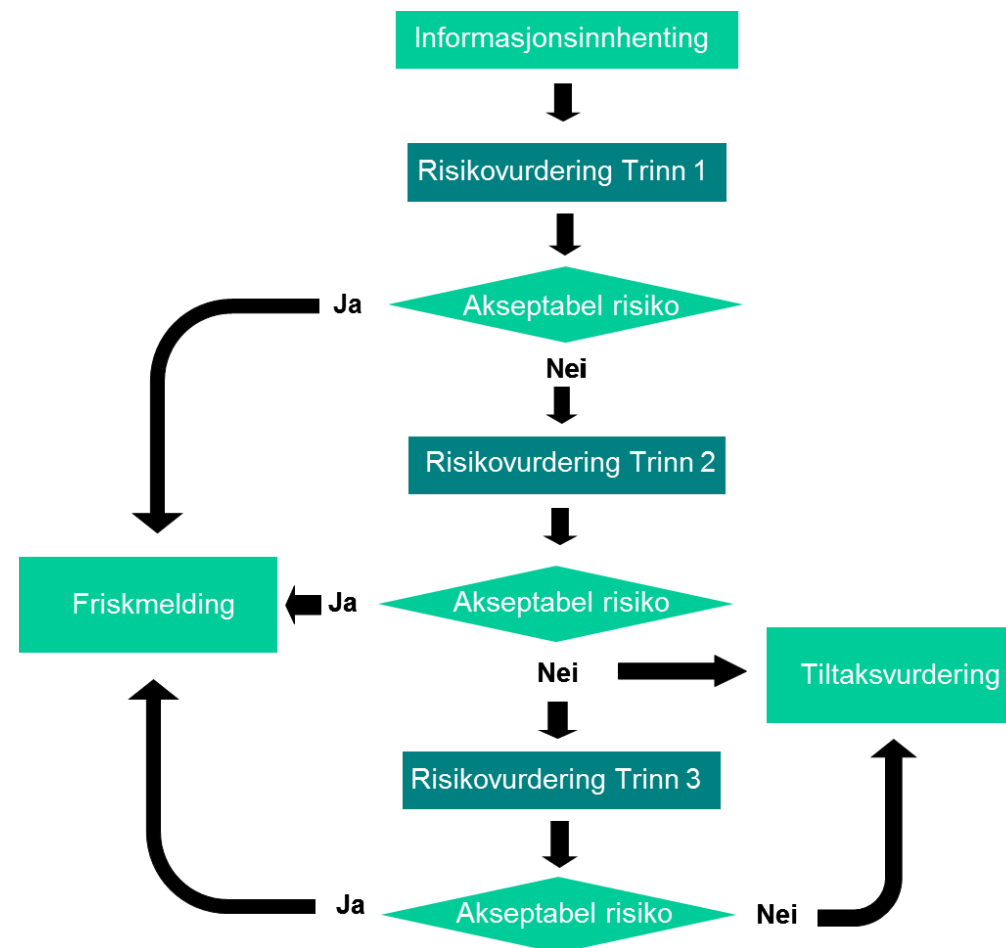 Informasjonsinnhenting
Risikovurdering Trinn 1
Ja
Akseptabel risiko
Nei
Risikovurdering Trinn 2
Friskmelding
Ja
Akseptabel risiko
Nei
Tiltaksvurdering
Risikovurdering Trinn 3
Ja
Akseptabel risiko
Nei